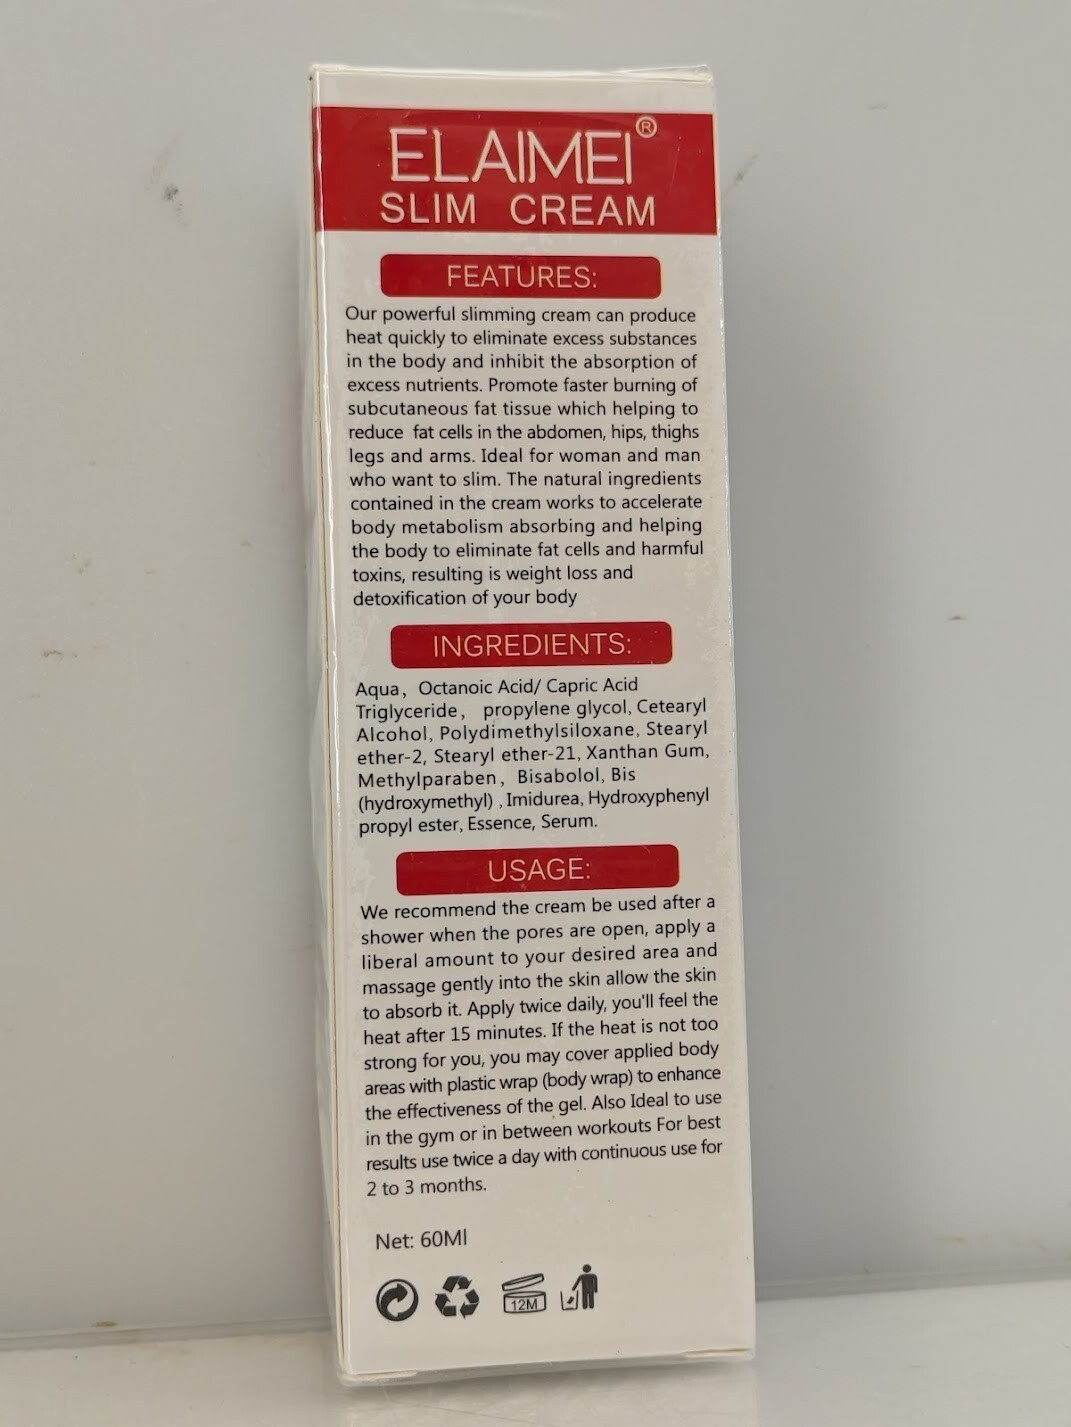 ELAIMEI®
SLIM CREAM
FEATURES:
Our powerful slimming cream can produce
heat quickly to eliminate excess substances
in the body and inhibit the absorption of
excess nutrients. Promote faster burning of
subcutaneous fat tissue which helping to
reduce fat cells in the abdomen, hips, thighs
legs and arms. Ideal for woman and man
who want to slim. The natural ingredients
contained in the cream works to accelerate
body metabolism absorbing and helping
the body to eliminate fat cells and harmful
toxins, resulting is weight loss and
detoxification of your body
INGREDIENTS:
Aqua, Octanoic Acid/ Capric Acid
Triglyceride, propylene glycol, Cetearyl
Alcohol, Polydimethylsiloxane, Stearyl
ether-2, Stearyl ether-21, Xanthan Gum,
Methylparaben, Bisabolol, Bis
(hydroxymethyl) , Imidurea, Hydroxyphenyl
propyl ester, Essence, Serum.
USAGE:
We recommend the cream be used after a
shower when the pores are open, apply a
liberal amount to your desired area and
massage gently into the skin allow the skin
to absorb it. Apply twice daily, you'll feel the
heat after 15 minutes. If the heat is not too
strong for you, you may cover applied body
areas with plastic wrap (body wrap) to enhance
the effectiveness of the gel. Also Ideal to use
in the gym or in between workouts For best
results use twice a day with continuous use for
2 to 3 months.
Net: 60Ml
12M